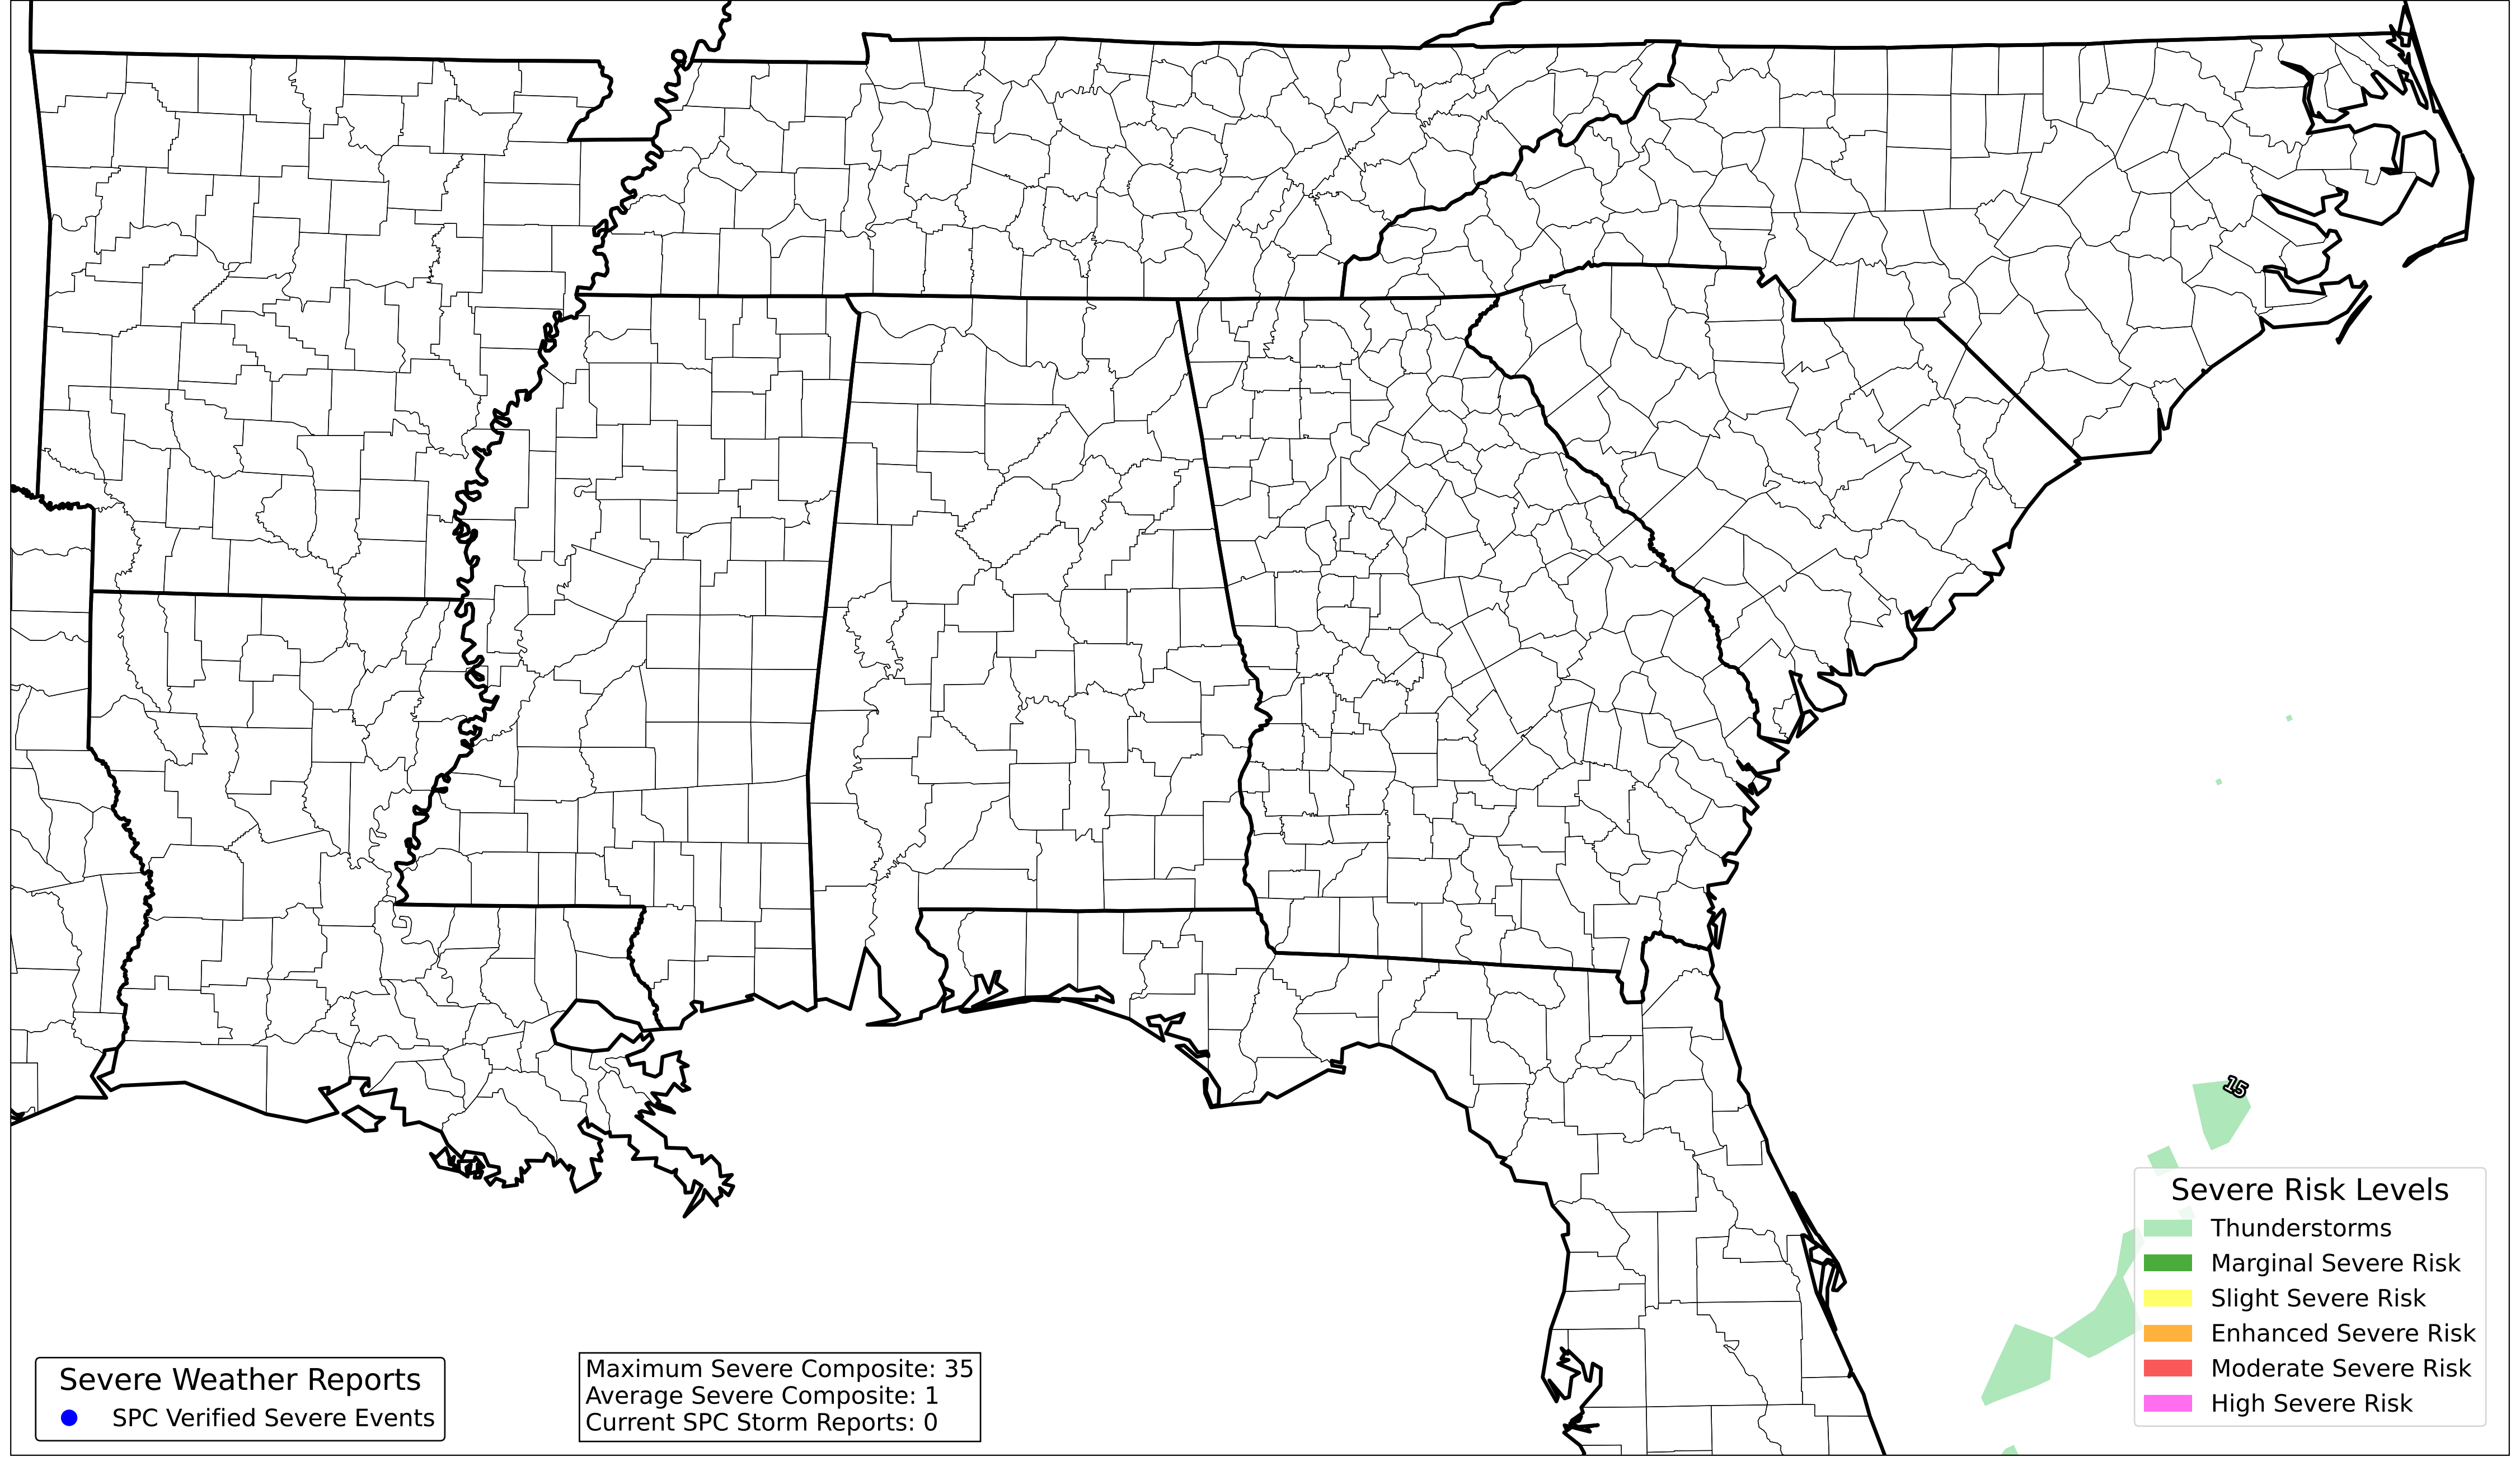 15
Severe Risk Levels
Thunderstorms
Marginal Severe Risk
Slight Severe Risk
Enhanced Severe Risk
Moderate Severe Risk
High Severe Risk
Severe Weather Reports
SPC Verified Severe Events
Maximum Severe Composite: 35
Average Severe Composite: 1
Current SPC Storm Reports: 0